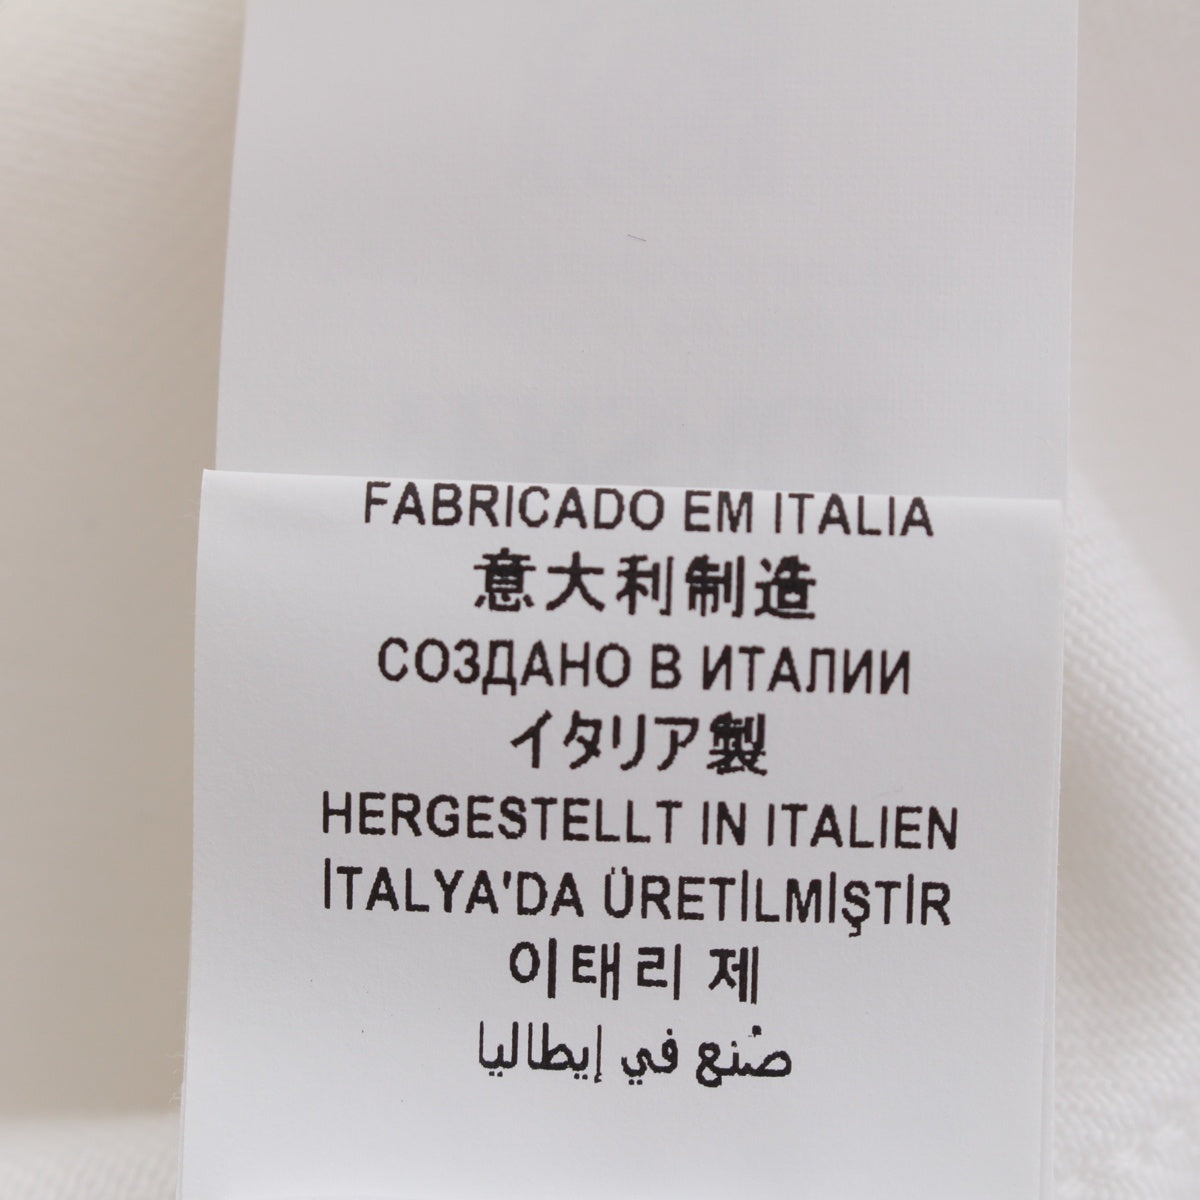 FABRICADO EM ITALIA
意大利制造
СОЗДАНО В ИТАЛИИ
イタリア製
HERGESTELLT IN ITALIEN
İTALYA'DA ÜRETİLMİŞTİR
이태리 제
صُنع في إيطاليا